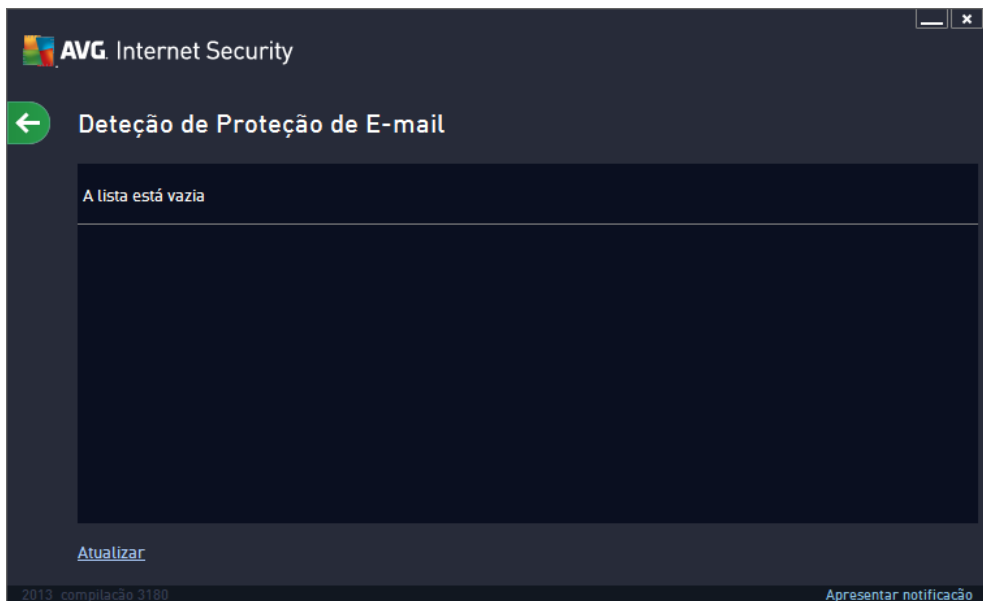 AVG. Internet Security
Deteção de Proteção de E-mail
A lista está vazia
Atualizar
2013 compilação 3180
Apresentar notificação